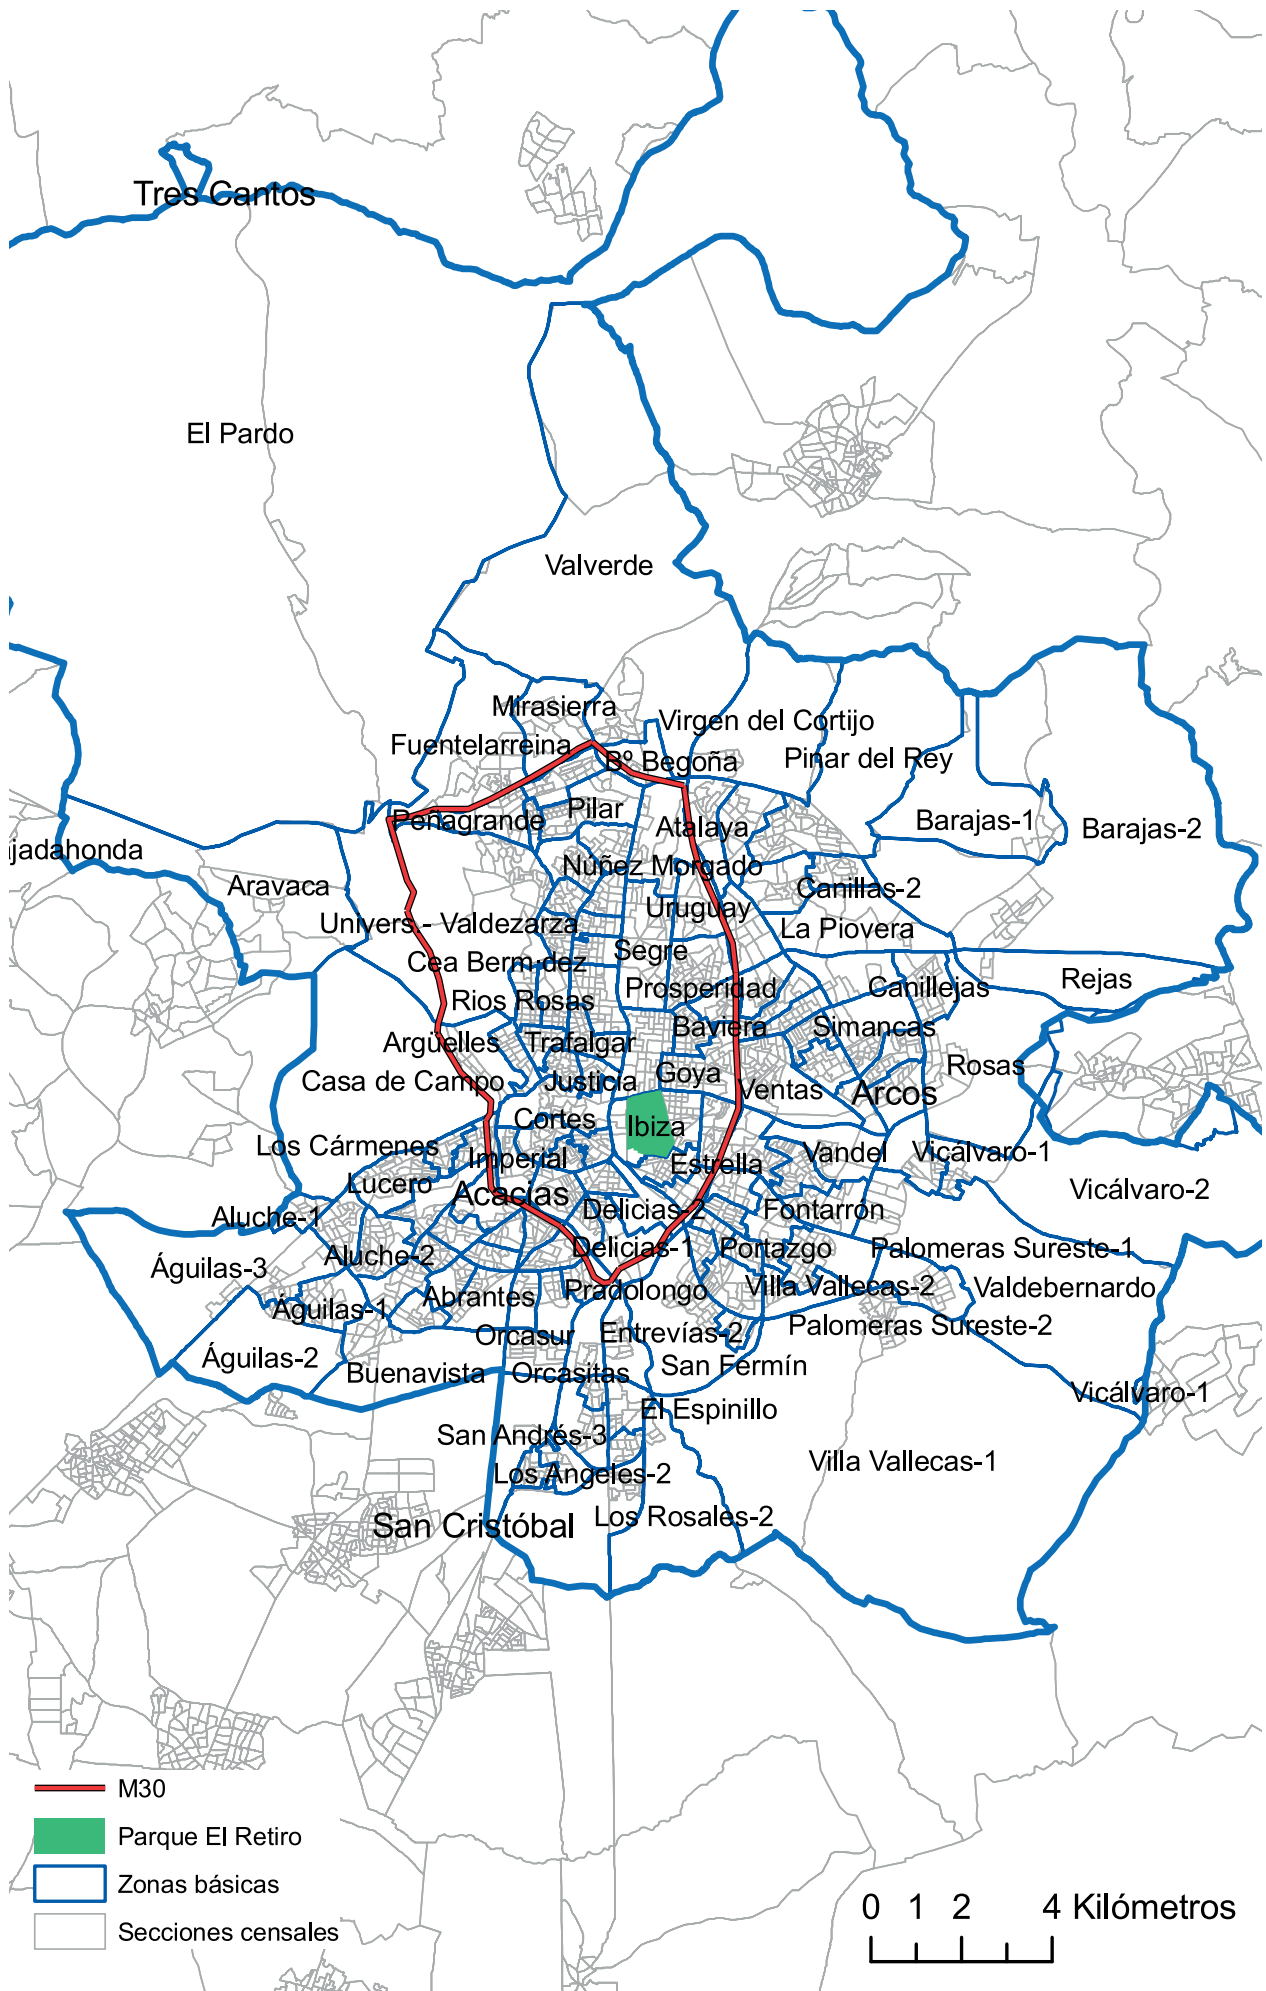 Tres Cantos
El Pardo
Valverde
Mirasierra
Virgen del Cortijo
Fuentelarreina
Bº Begoña
Pinar del Rey
Peñagrande
Pilar
Atalaya
Barajas-1
Barajas-2
jadahonda
Núñez Morgado
Aravaca
Canillas-2
Uruguay
Univers.- Valdezarza
La Piovera
Segre
Cea Berm·dez
Rejas
Prosperidad
Canillejas
Rios Rosas
Baviera
Simancas
Argüelles
Trafalgar
Rosas
Goya
Casa de Campo
Justicia
Ventas
Arcos
Cortes
Ibiza
Los Cármenes
Vandel
Vicálvaro-1
Imperial
Estrella
Lucero
Acacias
Vicálvaro-2
Aluche-1
Delicias-2
Fontarrón
Aluche-2
Delicias-1
Portazgo
Palomeras Sureste-1
Águilas-3
Abrantes
Pradolongo
Villa Vallecas-2
Valdebernardo
Águilas-1
Orcasur
Entrevías-2
Palomeras Sureste-2
Águilas-2
Buenavista
Orcasitas
San Fermín
Vicálvaro-1
El Espinillo
San Andrés-3
Villa Vallecas-1
Los Angeles-2
San Cristóbal
Los Rosales-2
M30
Parque El Retiro
Zonas básicas
Secciones censales
0 1 2 4 Kilómetros